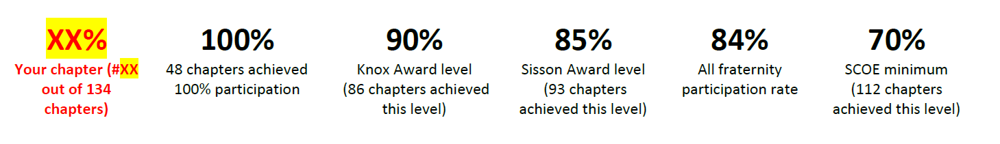 XX%
Your chapter (#XX
out of 134
chapters)
100%
48 chapters achieved
100% participation
90%
Knox Award level
(86 chapters achieved
this level)
85%
Sisson Award level
(93 chapters
achieved this level)
84%
All fraternity
participation rate
70%
SCOE minimum
(112 chapters
achieved this level)